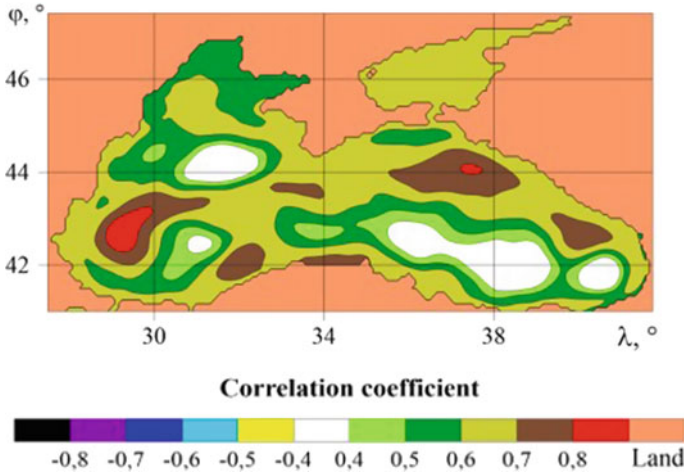 φ, °
46
44
42
30 34 38 λ, °
Correlation coefficient
-0,8 -0,7 -0,6 -0,5 -0,4 0,4 0,5 0,6 0,7 0,8 Land